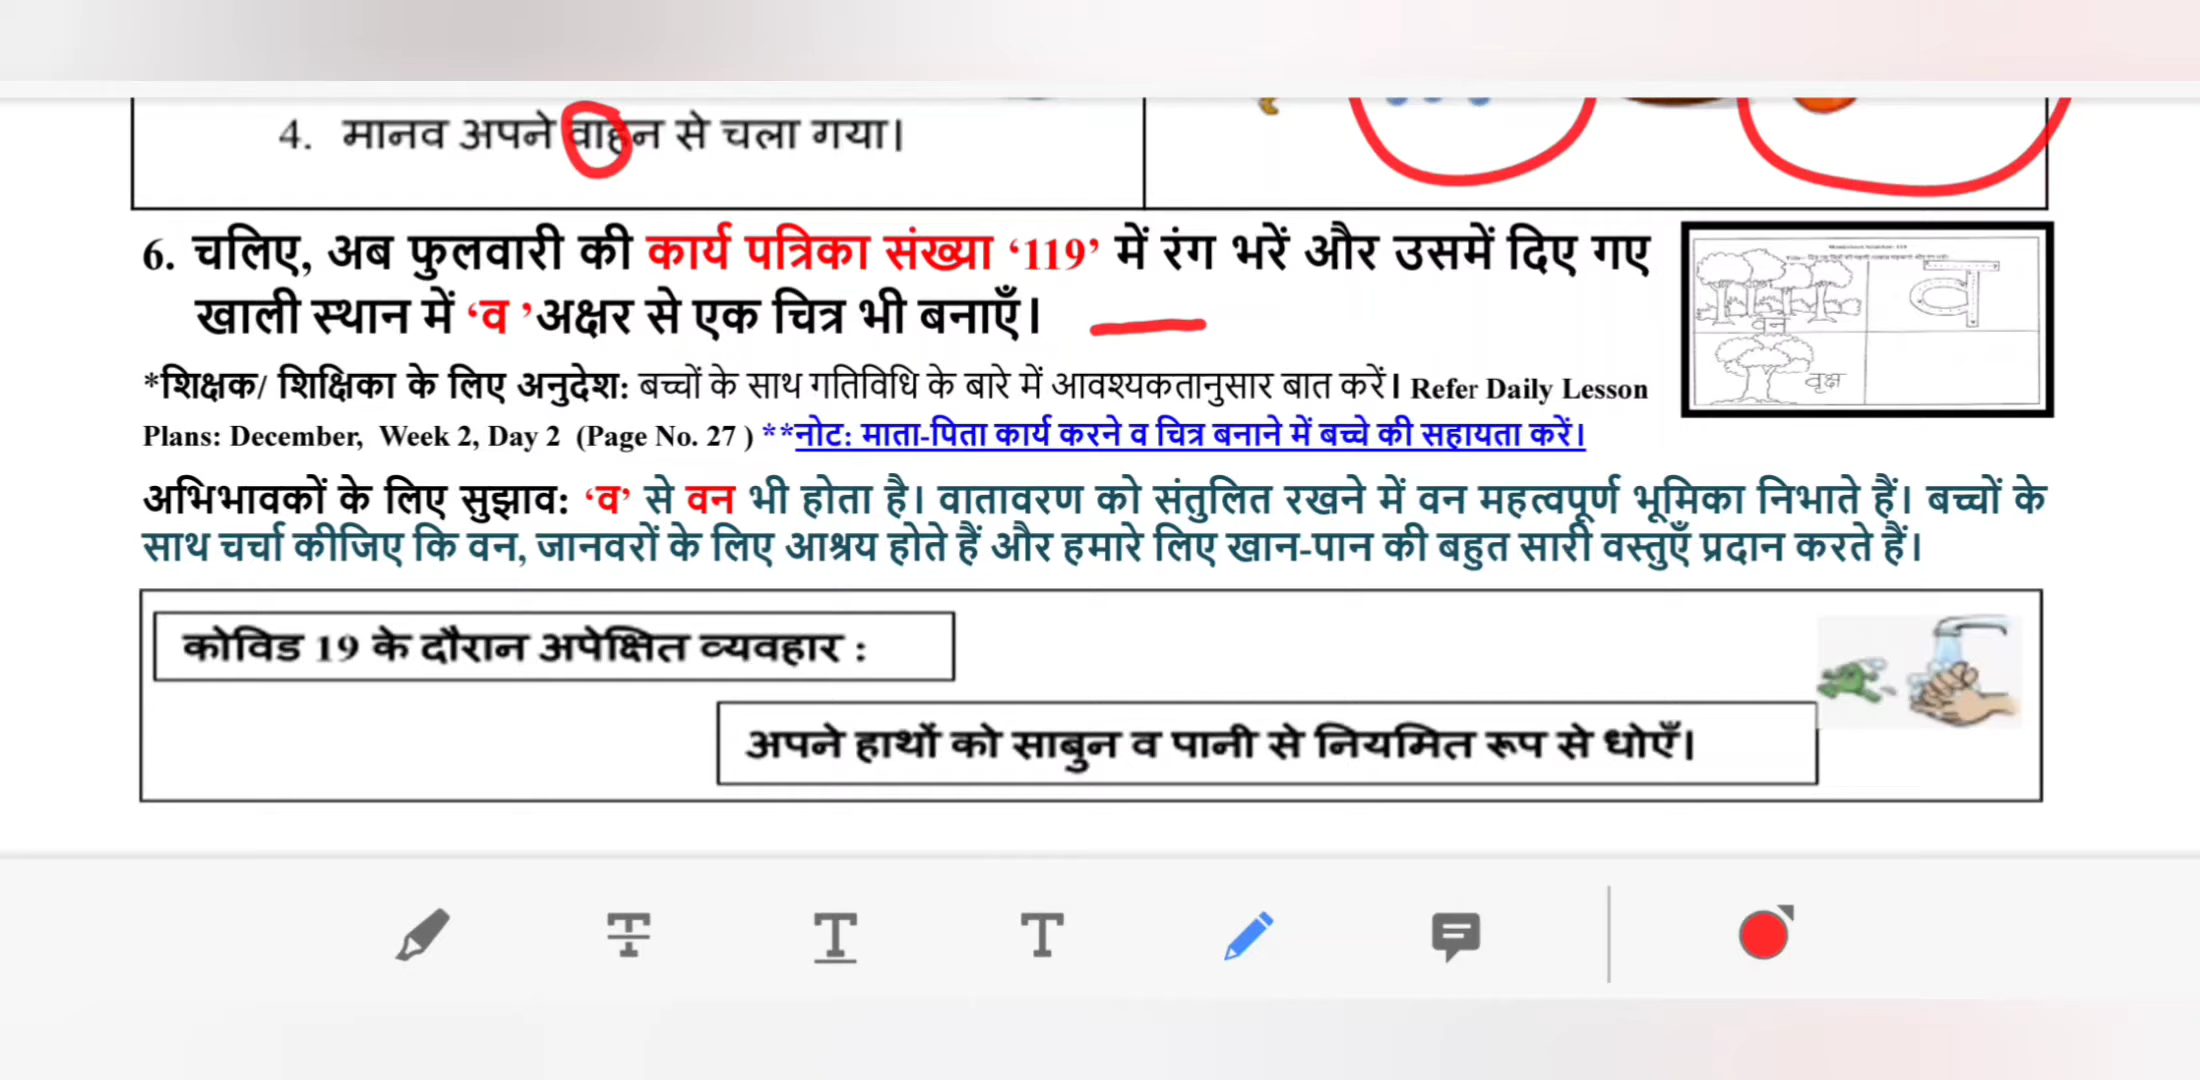 4. मानव अपने वाहन से चला गया।
6. चलिए, अब फुलवारी की कार्य पत्रिका संख्या ‘119’ में रंग भरें और उसमें दिए गए
खाली स्थान में ‘व ’अक्षर से एक चित्र भी बनाएँ।
व
वन
वृक्ष
*शिक्षक/ शिक्षिका के लिए अनुदेश: बच्चों के साथ गतिविधि के बारे में आवश्यकतानुसार बात करें। Refer Daily Lesson
Plans: December, Week 2, Day 2 (Page No. 27 ) **नोट: माता-पिता कार्य करने व चित्र बनाने में बच्चे की सहायता करें।
अभिभावकों के लिए सुझाव: ‘व’ से वन भी होता है। वातावरण को संतुलित रखने में वन महत्वपूर्ण भूमिका निभाते हैं। बच्चों के
साथ चर्चा कीजिए कि वन, जानवरों के लिए आश्रय होते हैं और हमारे लिए खान-पान की बहुत सारी वस्तुएँ प्रदान करते हैं।
कोविड 19 के दौरान अपेक्षित व्यवहार :
अपने हाथों को साबुन व पानी से नियमित रूप से धोएँ।